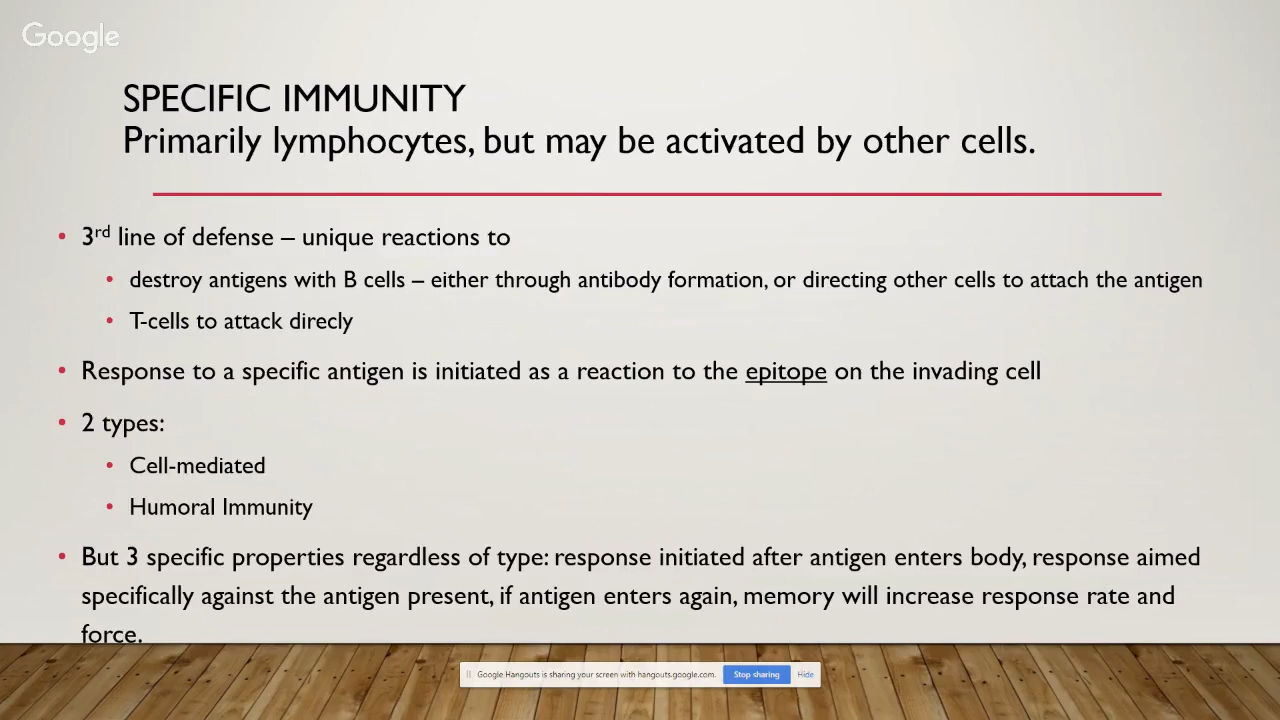 Google
SPECIFIC IMMUNITY
Primarily lymphocytes, but may be activated by other cells.
• 3rd line of defense – unique reactions to
• destroy antigens with B cells – either through antibody formation, or directing other cells to attach the antigen
• T-cells to attack direcly
• Response to a specific antigen is initiated as a reaction to the epitope on the invading cell
• 2 types:
• Cell-mediated
• Humoral Immunity
• But 3 specific properties regardless of type: response initiated after antigen enters body, response aimed
specifically against the antigen present, if antigen enters again, memory will increase response rate and
force.
Google Hangouts is sharing your screen with hangouts.google.com. Stop sharing Hide